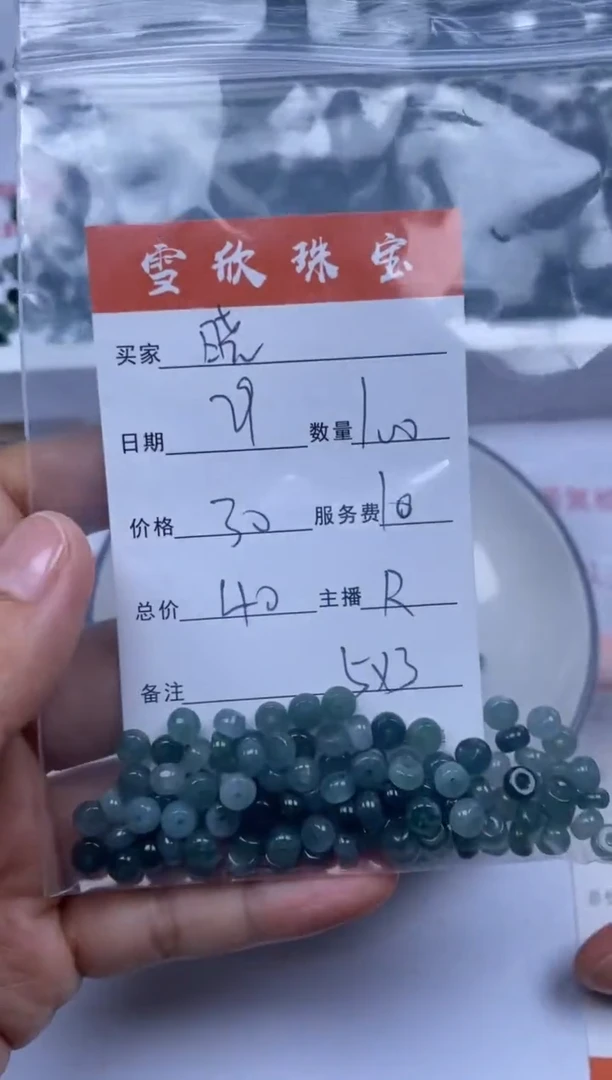 雪欣珠宝
买家 晓
日期 29 数量 100
价格 30 服务费 10
总价 40 主播 R
备注 5x3